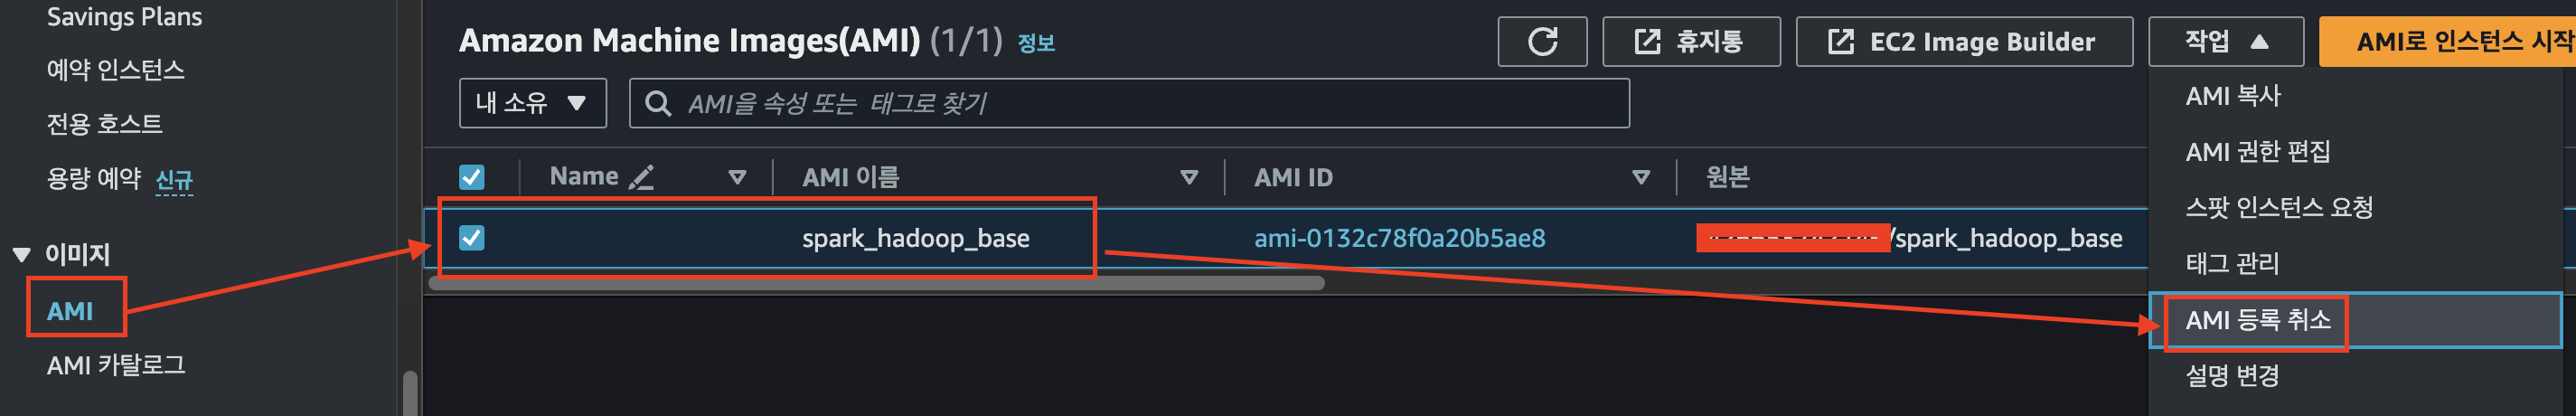 Savings Plans
예약 인스턴스
전용 호스트
용량 예약 신규
이미지
AMI
AMI 카탈로그
Amazon Machine Images(AMI) (1/1) 정보
휴지통
EC2 Image Builder
작업
AMI로 인스턴스 시작
내 소유
AMI을 속성 또는 태그로 찾기
Name
AMI 이름
AMI ID
원본
spark_hadoop_base
ami-0132c78f0a20b5ae8
/spark_hadoop_base
AMI 복사
AMI 권한 편집
스팟 인스턴스 요청
태그 관리
AMI 등록 취소
설명 변경